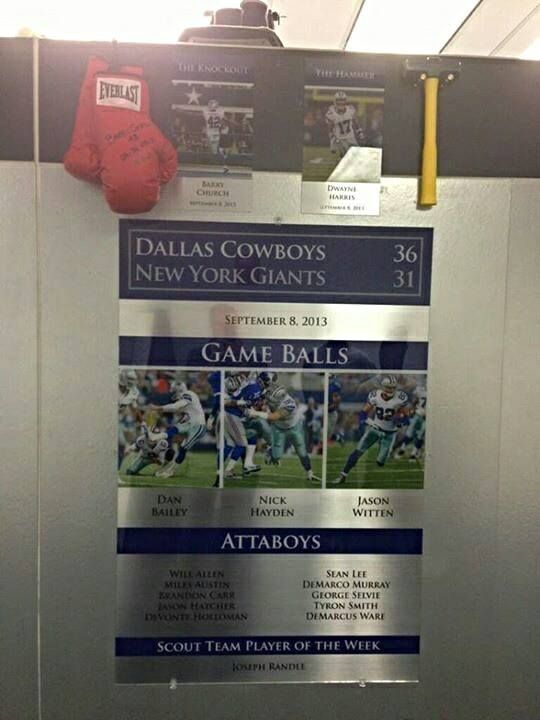 THE KNOCKOUT
THE HAMMER
EVERLAST
42
17
BARRY
CHURCH
SEPTEMBER 8, 2013
DWAYNE
HARRIS
SEPTEMBER 8, 2013
DALLAS COWBOYS 36
NEW YORK GIANTS 31
SEPTEMBER 8, 2013
GAME BALLS
82
DAN
BAILEY
NICK
HAYDEN
JASON
WITTEN
ATTABOYS
WILL ALLEN
MILES AUSTIN
BRANDON CARR
JASON HATCHER
DEVONTE HOLLOMAN
SEAN LEE
DEMARCO MURRAY
GEORGE SELVIE
TYRON SMITH
DEMARCUS WARE
SCOUT TEAM PLAYER OF THE WEEK
JOSEPH RANDLE